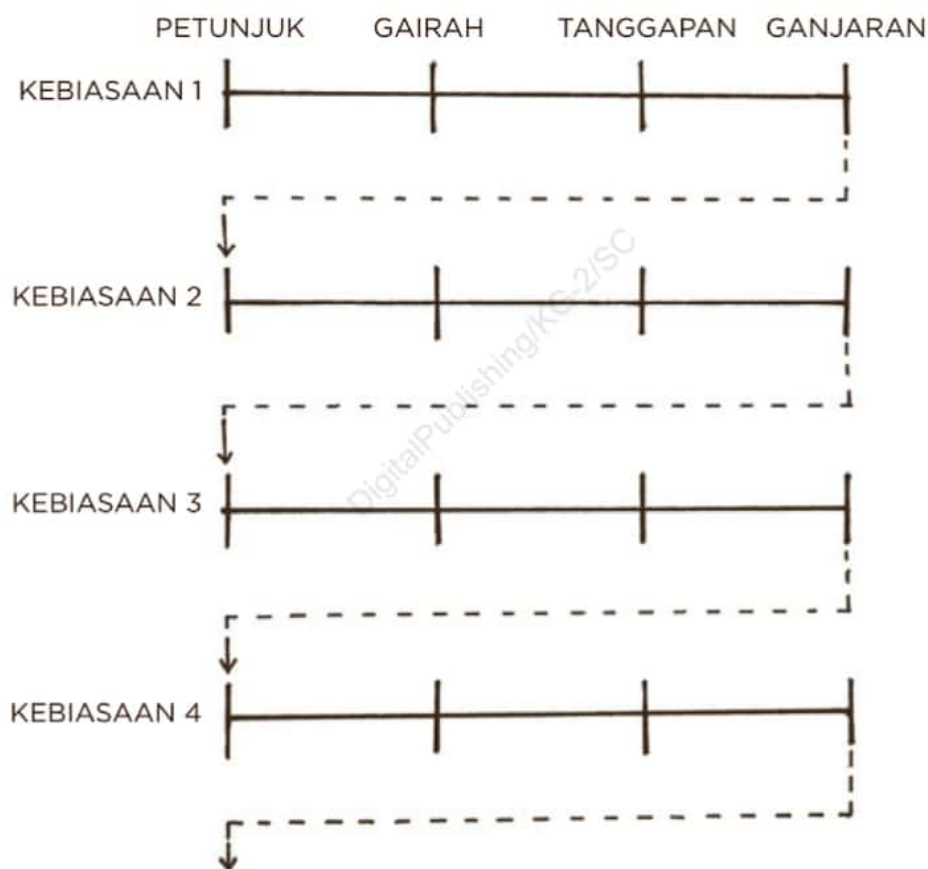 PETUNJUK GAIRAH TANGGAPAN GANJARAN
KEBIASAAN 1
KEBIASAAN 2
DigitalPublishing/KG-2/SC
KEBIASAAN 3
KEBIASAAN 4